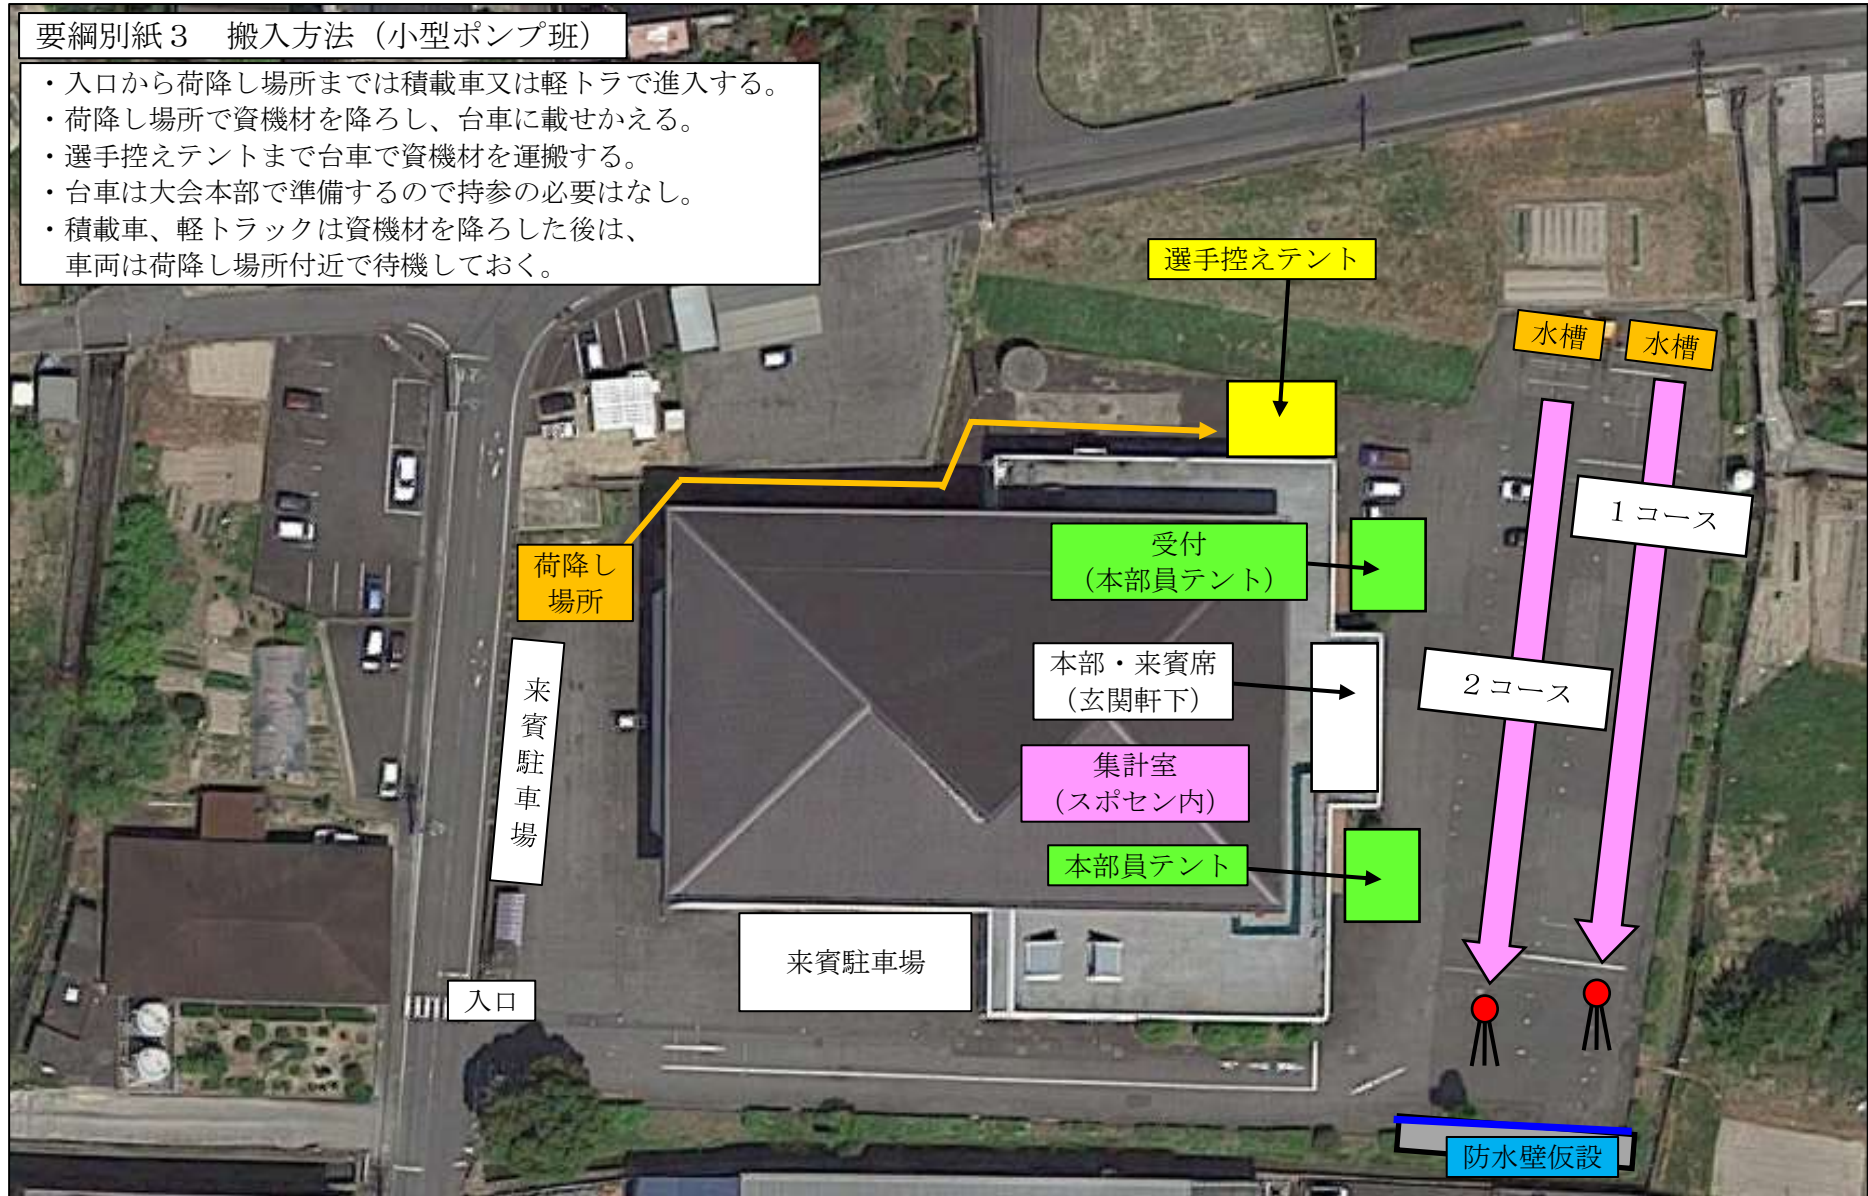 要綱別紙３　搬入方法（小型ポンプ班）
・入口から荷降し場所までは積載車又は軽トラで進入する。
・荷降し場所で資機材を降ろし、台車に載せかえる。
・選手控えテントまで台車で資機材を運搬する。
・台車は大会本部で準備するので持参の必要はなし。
・積載車、軽トラックは資機材を降ろした後は、
車両は荷降し場所付近で待機しておく。
選手控えテント
水槽
水槽
１コース
２コース
荷降し
場所
受付
（本部員テント）
本部・来賓席
（玄関軒下）
集計室
（スポセン内）
本部員テント
来賓駐車場
来賓駐車場
入口
防水壁仮設